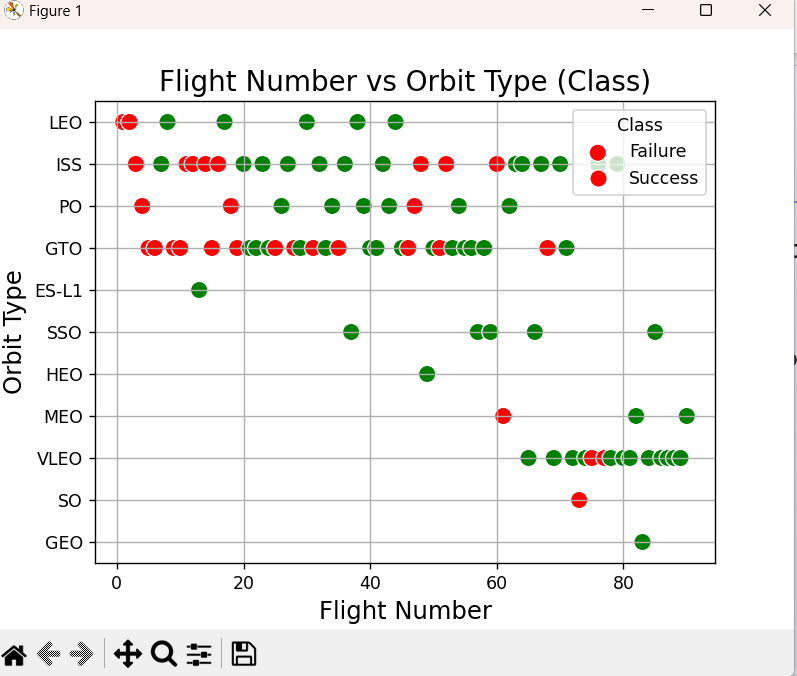 Figure 1
Flight Number vs Orbit Type (Class)
Class
Failure
Success
LEO
ISS
PO
GTO
ES-L1
SSO
HEO
MEO
VLEO
SO
GEO
Orbit Type
0 20 40 60 80
Flight Number